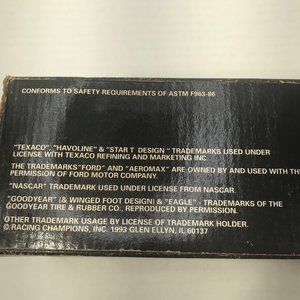 CONFORMS TO SAFETY REQUIREMENTS OF ASTM F963-86
"TEXACO", "HAVOLINE" & "STAR T DESIGN" TRADEMARKS USED UNDER
LICENSE WITH TEXACO REFINING AND MARKETING INC.
THE TRADEMARKS "FORD" AND "AEROMAX" ARE OWNED BY AND USED WITH THE
PERMISSION OF FORD MOTOR COMPANY.
"NASCAR" TRADEMARK USED UNDER LICENSE FROM NASCAR.
"GOODYEAR" (& WINGED FOOT DESIGN) & "EAGLE" - TRADEMARKS OF THE
GOODYEAR TIRE & RUBBER CO., REPRODUCED BY PERMISSION.
OTHER TRADEMARK USAGE BY LICENSE OF TRADEMARK HOLDER.
©RACING CHAMPIONS, INC. 1993 GLEN ELLYN, IL 60137